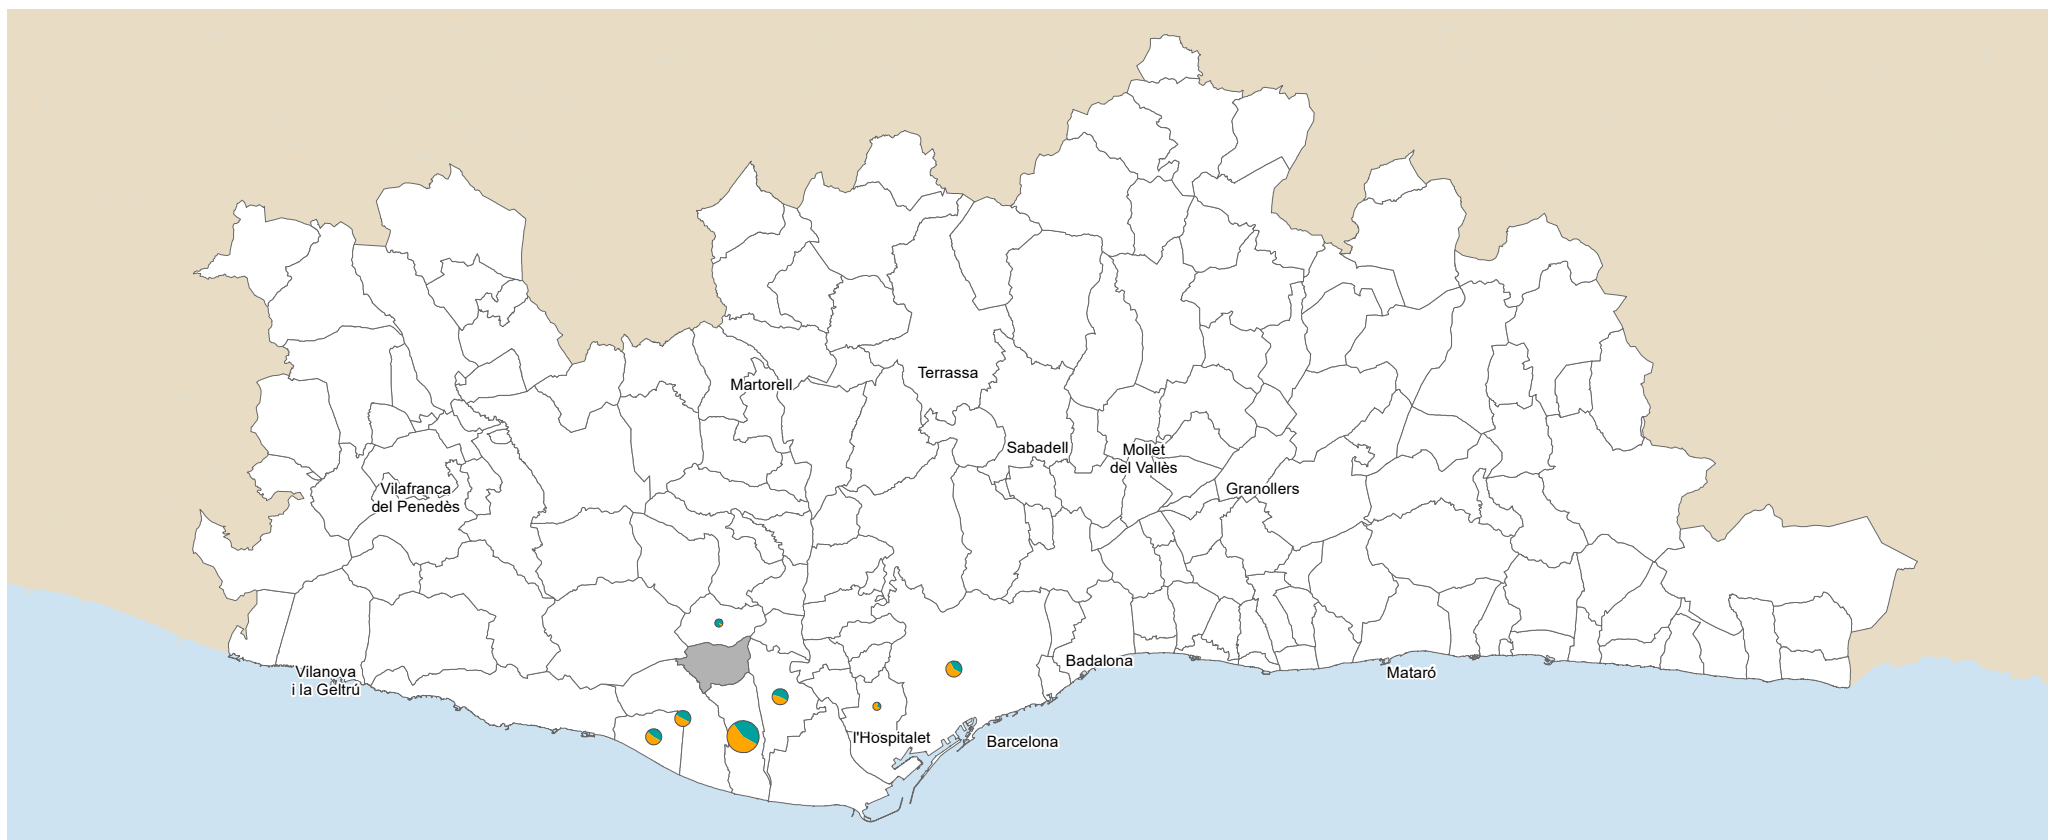 Terrassa
Martorell
Sabadell
Mollet
del Vallès
Vilafranca
del Penedès
Granollers
Badalona
Vilanova
i la Geltrú
Mataró
l'Hospitalet
Barcelona